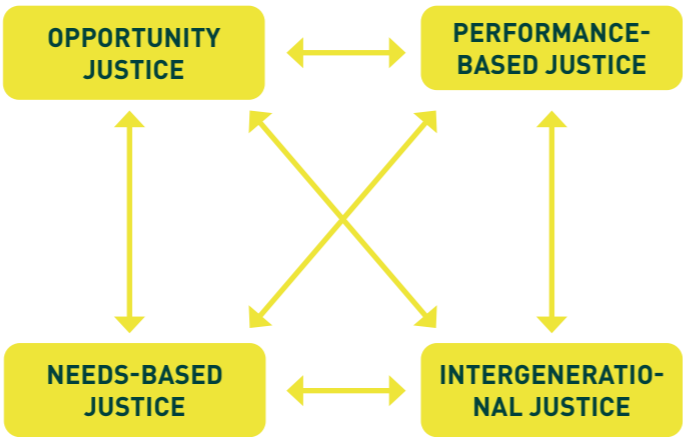 OPPORTUNITY
JUSTICE
PERFORMANCE-
BASED JUSTICE
NEEDS-BASED
JUSTICE
INTERGENERATIO-
NAL JUSTICE